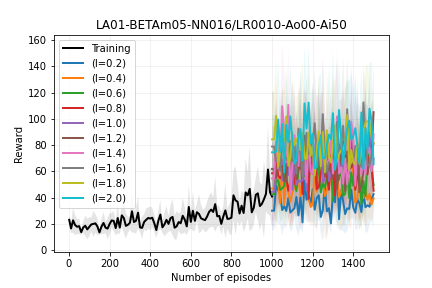 LA01-BETAm05-NN016/LR0010-Ao00-Ai50
160
140
120
100
80
60
40
20
0
Reward
Training
(l=0.2)
(l=0.4)
(l=0.6)
(l=0.8)
(l=1.0)
(l=1.2)
(l=1.4)
(l=1.6)
(l=1.8)
(l=2.0)
0 200 400 600 800 1000 1200 1400
Number of episodes